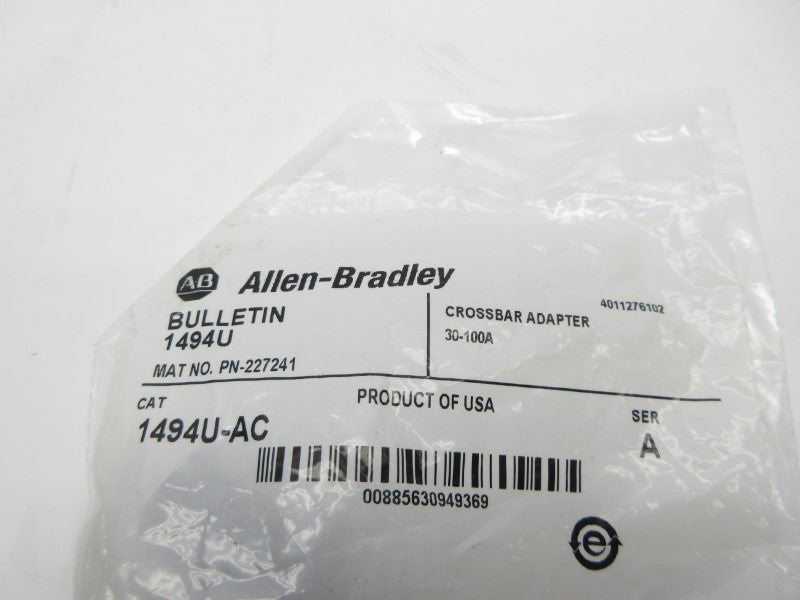 AB Allen-Bradley
BULLETIN
1494U
MAT NO. PN-227241
CROSSBAR ADAPTER
30-100A
4011276102
CAT
1494U-AC
PRODUCT OF USA
SER
A
00885630949369
e